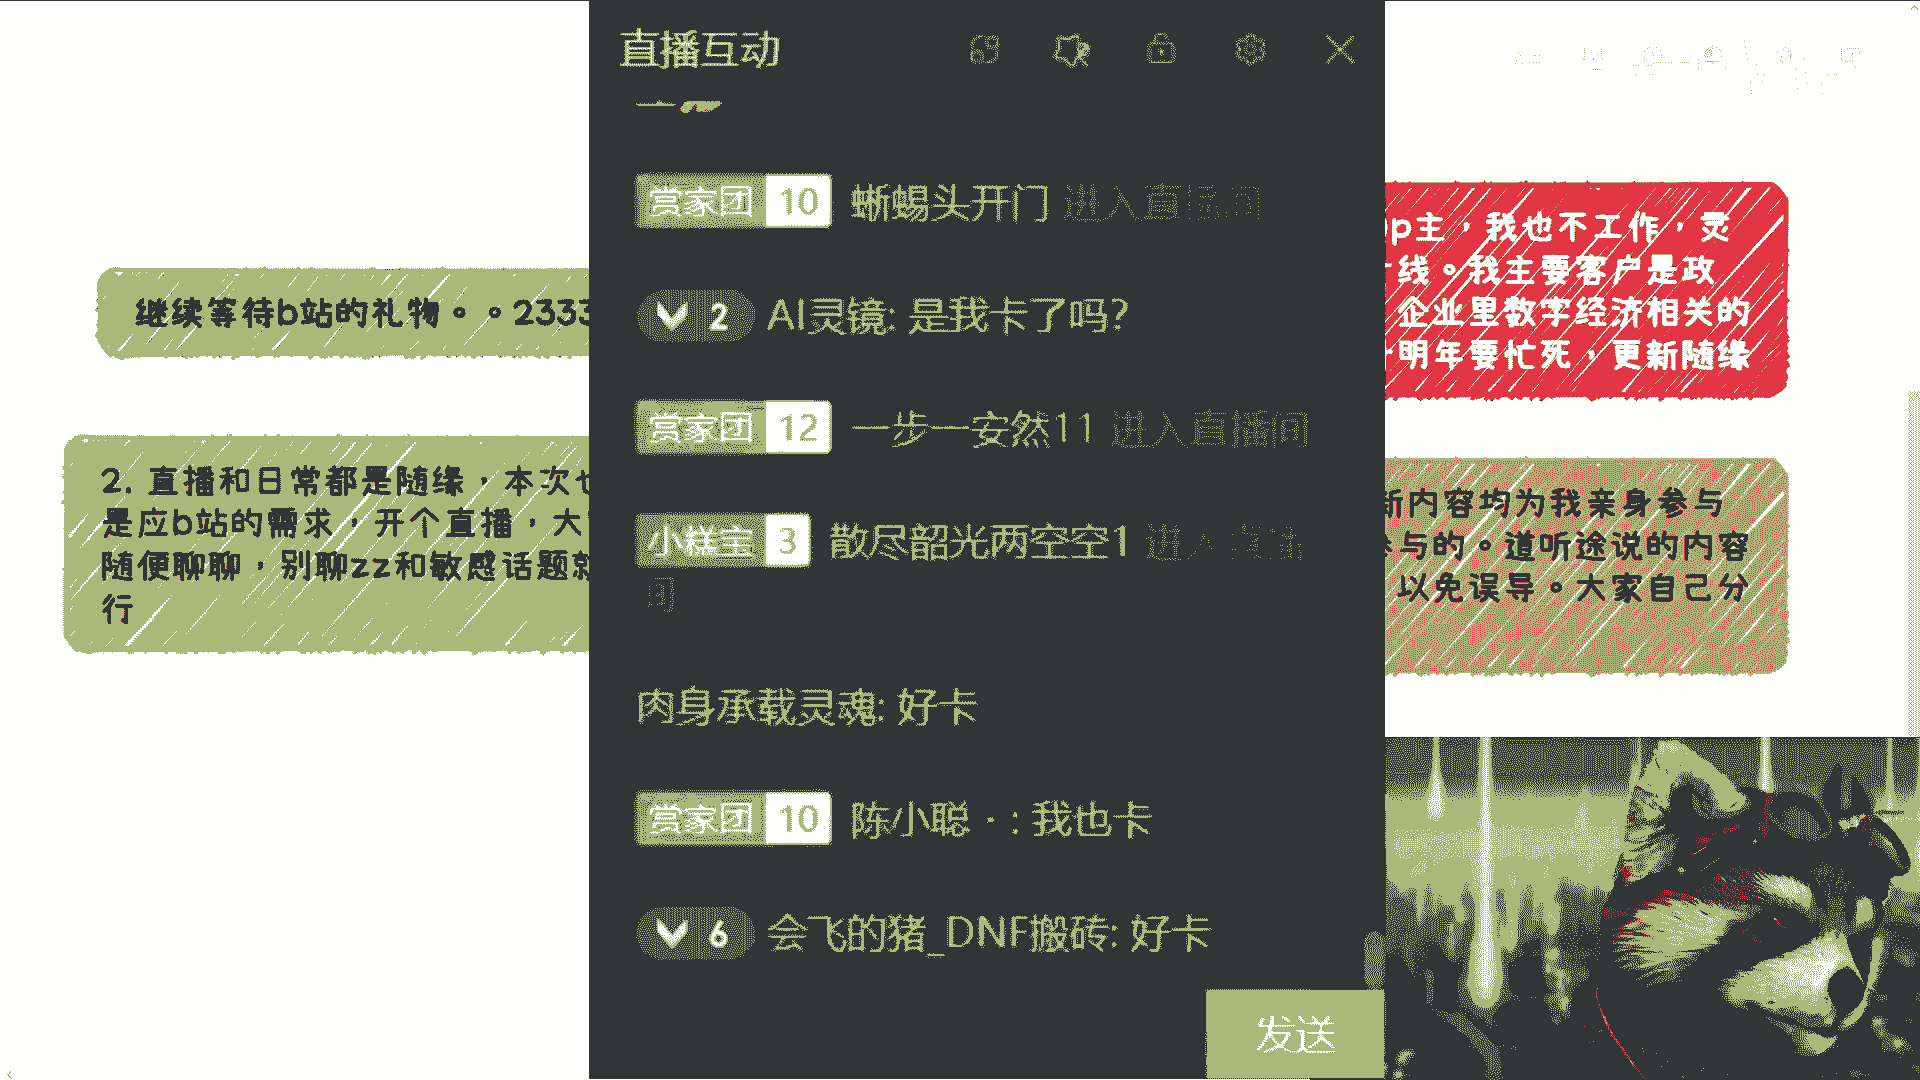 直播互动
赏家团 10 蜥蜴头开门 进入直播间
2 AI灵镜: 是我卡了吗?
赏家团 12 一步一安然11 进入直播间
小糕宝 3 散尽韶光两空空1 进入直播
间
肉身承载灵魂: 好卡
赏家团 10 陈小聪 · : 我也卡
6 会飞的猪_DNF搬砖: 好卡
发送
继续等待b站的礼物。。2333
2. 直播和日常都是随缘，本次也
是应b站的需求，开个直播，大
随便聊聊，别聊zz和敏感话题就
行
up主，我也不工作，灵
线。我主要客户是政
企业里数字经济相关的
明年要忙死，更新随缘
新内容均为我亲身参与
参与的。道听途说的内容
以免误导。大家自己分